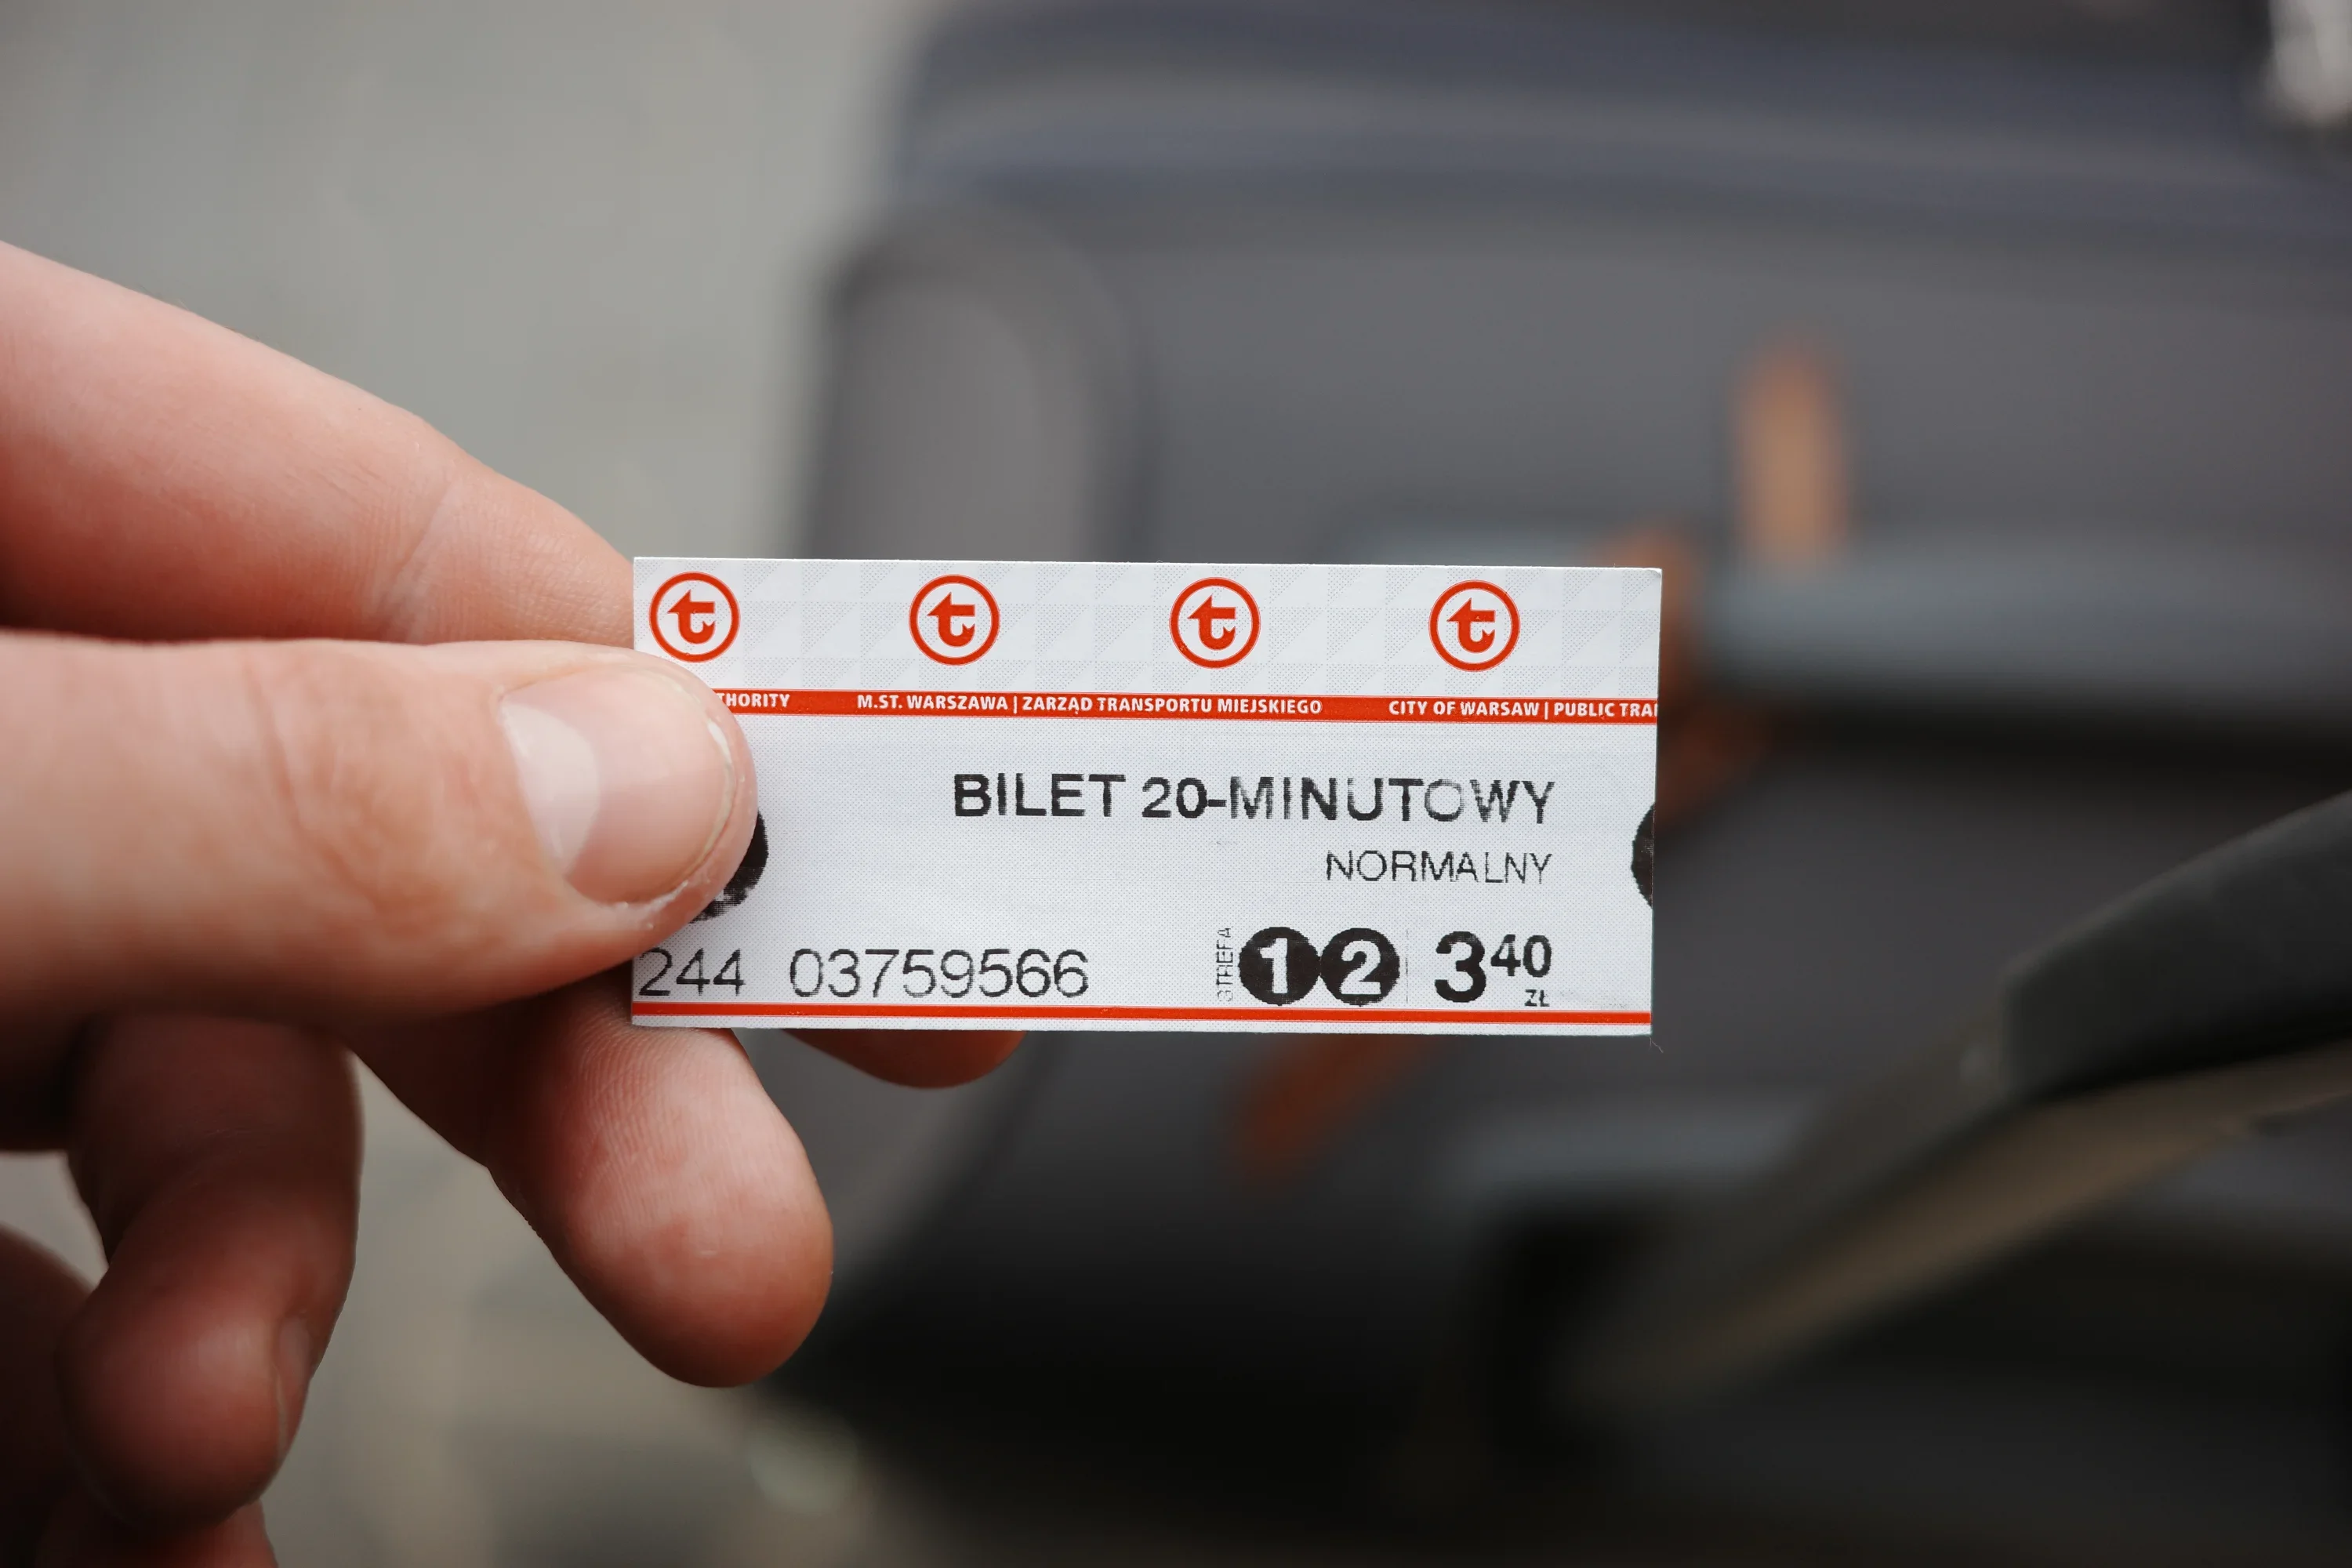 t t t t
THORITY M.ST. WARSZAWA | ZARZĄD TRANSPORTU MIEJSKIEGO CITY OF WARSAW | PUBLIC TRA
BILET 20-MINUTOWY
NORMALNY
244 03759566 STREFA 1 2 3 40 ZŁ